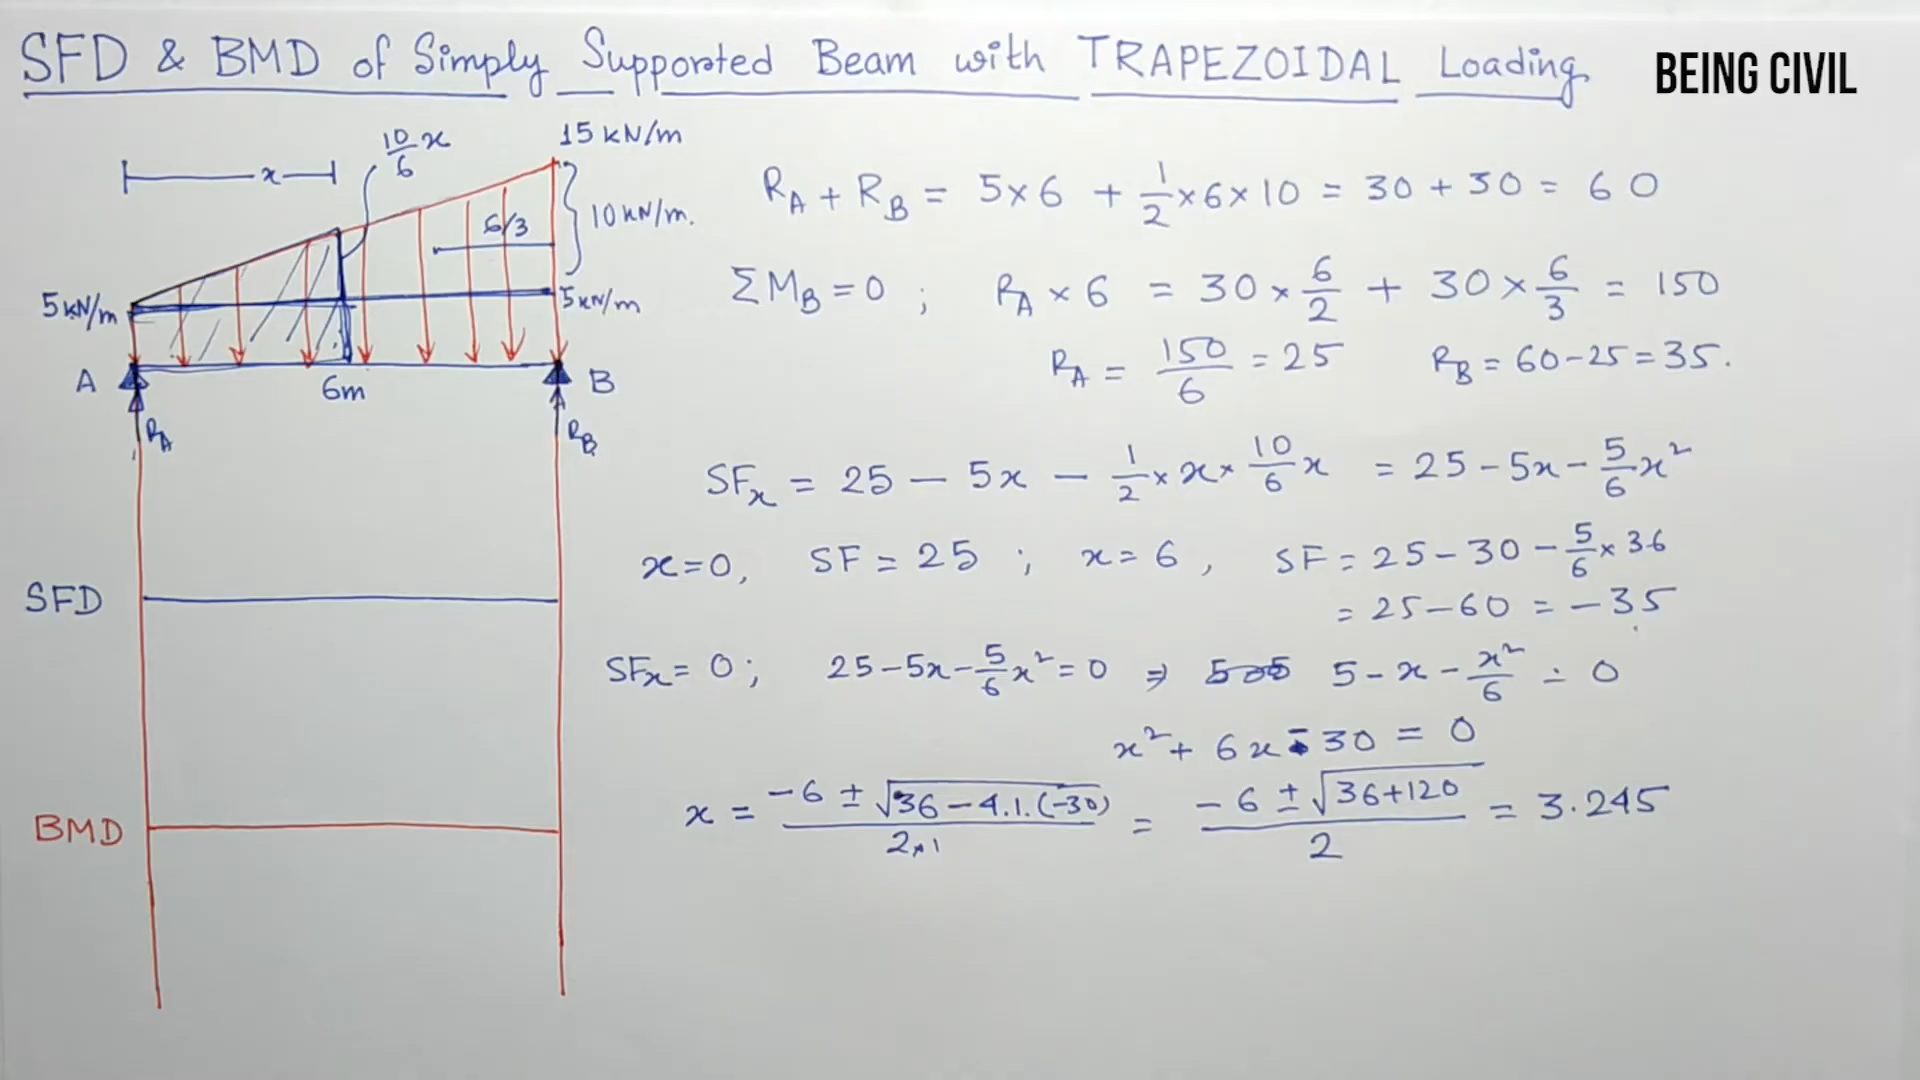 SFD & BMD of Simply Supported Beam with TRAPEZOIDAL Loading
BEING CIVIL
10/6 x
15 kN/m
x
6/3
10 kN/m.
5 kN/m
5 kN/m
A
6m
B
RA
RB
SFD
BMD
RA + RB = 5×6 + 1/2 ×6×10 = 30 + 30 = 60
ΣMB = 0 ; RA × 6 = 30 × 6/2 + 30 × 6/3 = 150
RA = 150/6 = 25 RB = 60-25 = 35.
SFx = 25 – 5x – 1/2 × x × 10/6 x = 25 - 5x - 5/6 x²
x = 0, SF = 25 ; x = 6 , SF = 25 - 30 - 5/6 × 36
= 25 - 60 = -35
SFx = 0 ; 25 - 5x - 5/6 x² = 0 ⇒ 5 - x - x²/6 = 0
x² + 6x - 30 = 0
x = -6 ± √36 - 4.1.(-30) / 2×1 = -6 ± √36+120 / 2 = 3.245